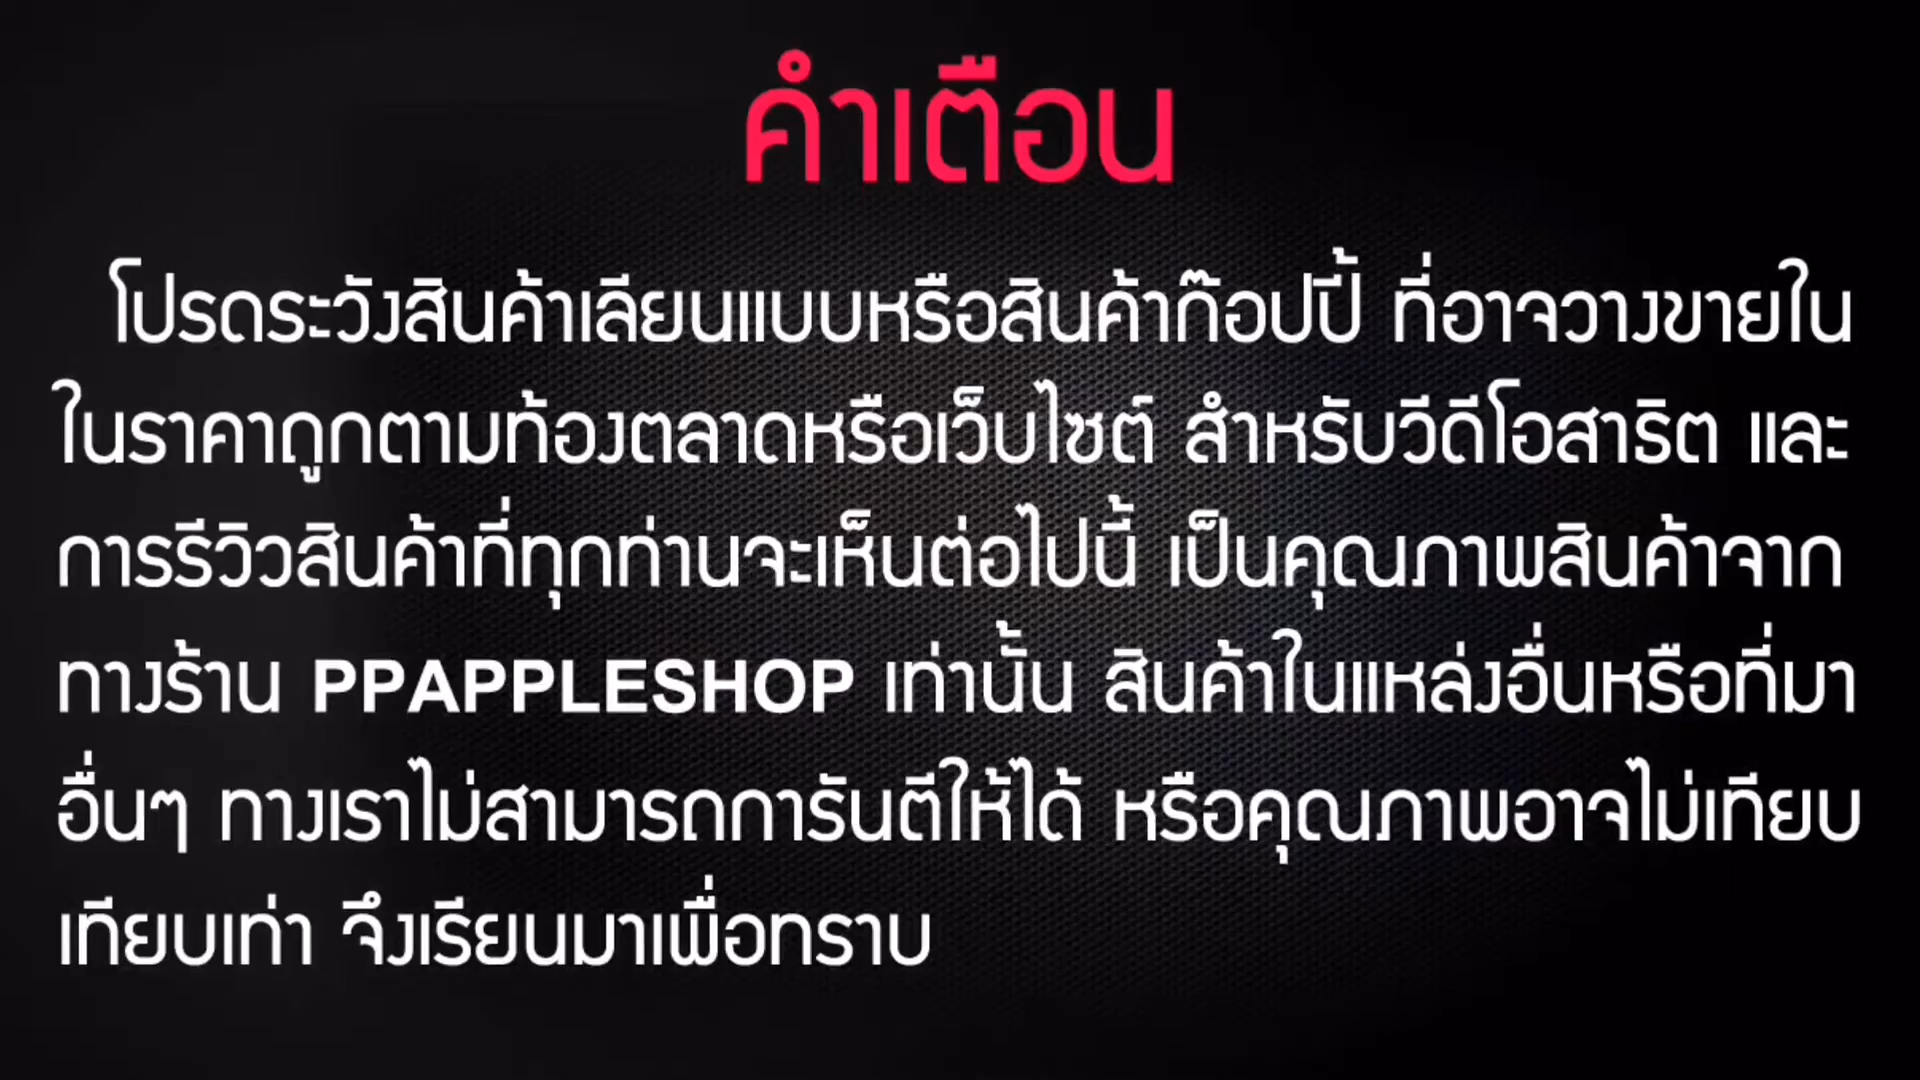 คำเตือน
โปรดระวังสินค้าเลียนแบบหรือสินค้าก๊อปปี้ ที่อาจวางขายใน
ในราคาถูกตามท้องตลาดหรือเว็บไซต์ สำหรับวีดีโอสาธิต และ
การรีวิวสินค้าที่ทุกท่านจะเห็นต่อไปนี้ เป็นคุณภาพสินค้าจาก
ทางร้าน PPAPPLESHOP เท่านั้น สินค้าในแหล่งอื่นหรือที่มา
อื่นๆ ทางเราไม่สามารถการันตีให้ได้ หรือคุณภาพอาจไม่เทียบ
เทียบเท่า จึงเรียนมาเพื่อทราบ